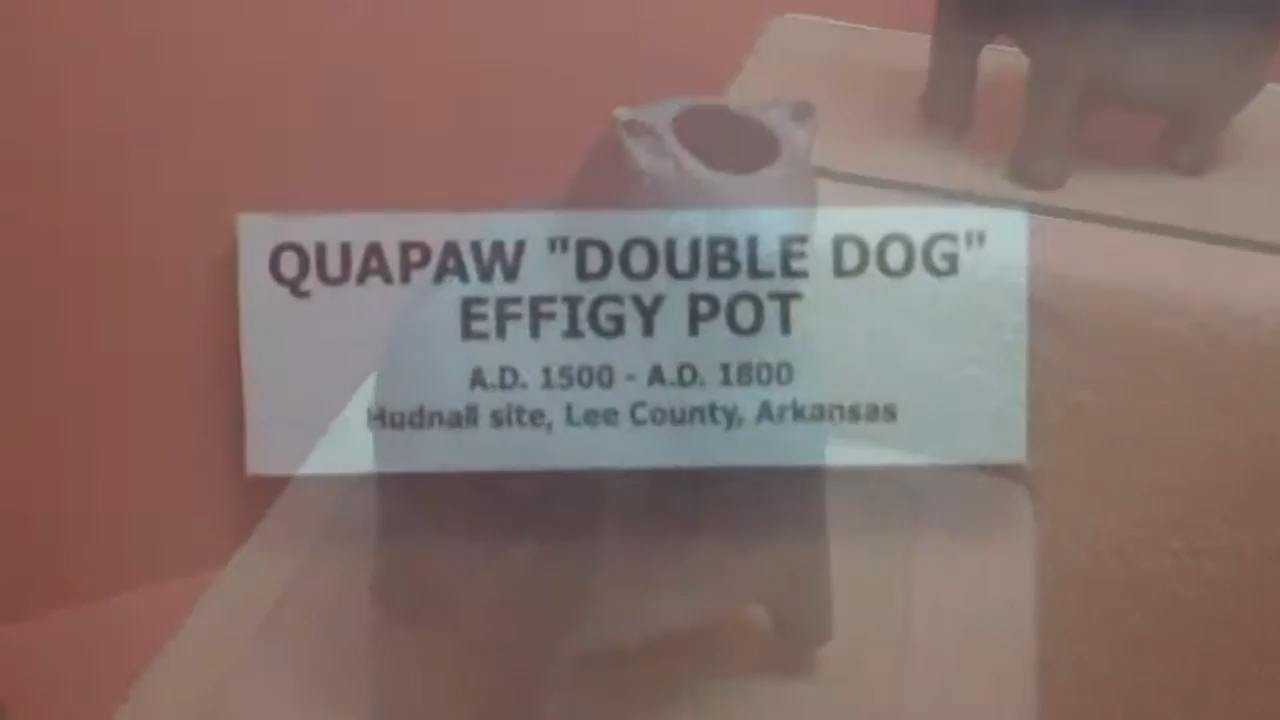 QUAPAW "DOUBLE DOG"
EFFIGY POT
A.D. 1500 - A.D. 1800
Hudnall site, Lee County, Arkansas